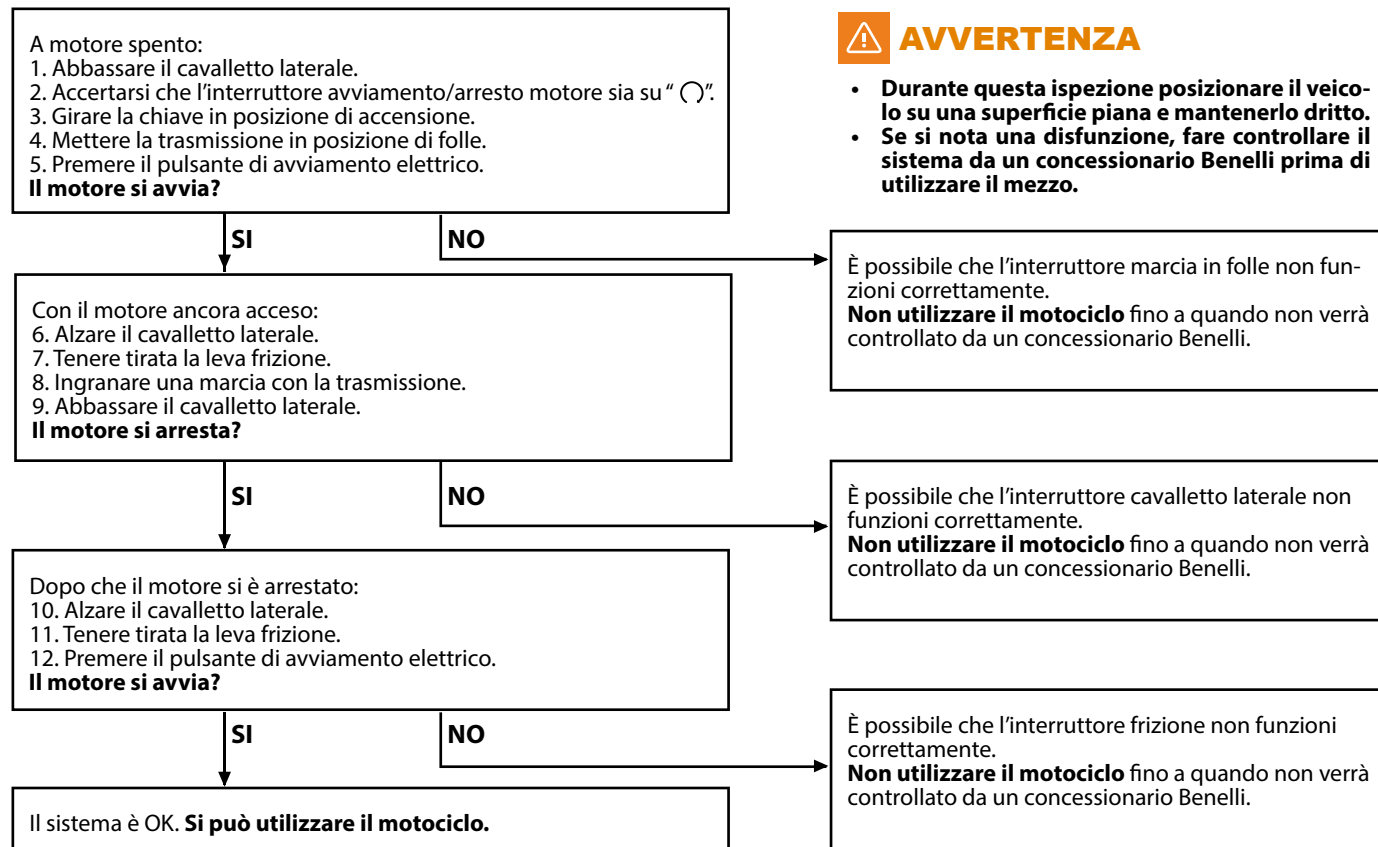 A motore spento:
1. Abbassare il cavalletto laterale.
2. Accertarsi che l'interruttore avviamento/arresto motore sia su " ".
3. Girare la chiave in posizione di accensione.
4. Mettere la trasmissione in posizione di folle.
5. Premere il pulsante di avviamento elettrico.
Il motore si avvia?
AVVERTENZA
• Durante questa ispezione posizionare il veico-
lo su una superficie piana e mantenerlo dritto.
• Se si nota una disfunzione, fare controllare il
sistema da un concessionario Benelli prima di
utilizzare il mezzo.
SI
NO
È possibile che l'interruttore marcia in folle non fun-
zioni correttamente.
Non utilizzare il motociclo fino a quando non verrà
controllato da un concessionario Benelli.
Con il motore ancora acceso:
6. Alzare il cavalletto laterale.
7. Tenere tirata la leva frizione.
8. Ingranare una marcia con la trasmissione.
9. Abbassare il cavalletto laterale.
Il motore si arresta?
SI
NO
È possibile che l'interruttore cavalletto laterale non
funzioni correttamente.
Non utilizzare il motociclo fino a quando non verrà
controllato da un concessionario Benelli.
Dopo che il motore si è arrestato:
10. Alzare il cavalletto laterale.
11. Tenere tirata la leva frizione.
12. Premere il pulsante di avviamento elettrico.
Il motore si avvia?
SI
NO
È possibile che l'interruttore frizione non funzioni
correttamente.
Non utilizzare il motociclo fino a quando non verrà
controllato da un concessionario Benelli.
Il sistema è OK. Si può utilizzare il motociclo.